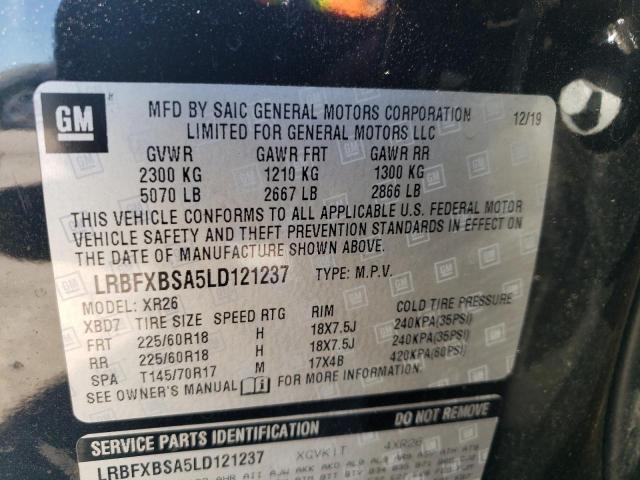 GM
MFD BY SAIC GENERAL MOTORS CORPORATION 12/19
LIMITED FOR GENERAL MOTORS LLC
GVWR GAWR FRT GAWR RR
2300 KG 1210 KG 1300 KG
5070 LB 2667 LB 2866 LB
THIS VEHICLE CONFORMS TO ALL APPLICABLE U.S. FEDERAL MOTOR
VEHICLE SAFETY AND THEFT PREVENTION STANDARDS IN EFFECT ON
THE DATE OF MANUFACTURE SHOWN ABOVE.
LRBFXBSA5LD121237 TYPE: M.P.V.
MODEL: XR26
XBD7 TIRE SIZE SPEED RTG RIM COLD TIRE PRESSURE
FRT 225/60R18 H 18X7.5J 240KPA(35PSI)
RR 225/60R18 H 18X7.5J 240KPA(35PSI)
SPA T145/70R17 M 17X4B 420KPA(60PSI)
SEE OWNER'S MANUAL FOR MORE INFORMATION.
SERVICE PARTS IDENTIFICATION DO NOT REMOVE
LRBFXBSA5LD121237 XGVKIT 4XR26